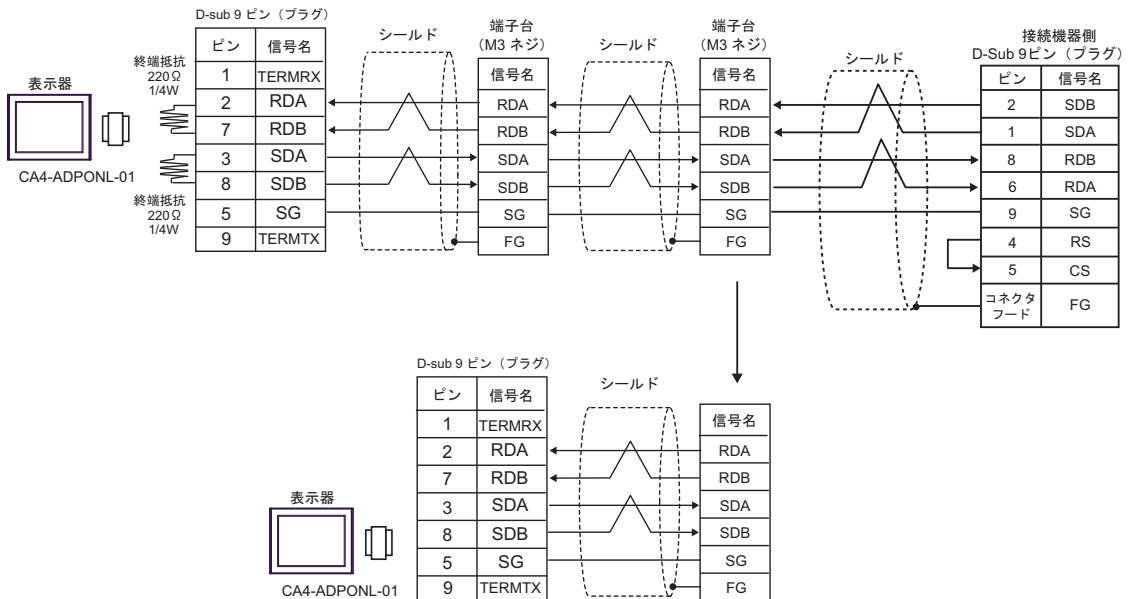 D-sub 9 ピン（プラグ）
ピン 信号名
1 TERMRX
2 RDA
7 RDB
3 SDA
8 SDB
5 SG
9 TERMTX
終端抵抗
220Ω
1/4W
終端抵抗
220Ω
1/4W
表示器
CA4-ADPONL-01
シールド
端子台
（M3 ネジ）
信号名
RDA
RDB
SDA
SDB
SG
FG
シールド
端子台
（M3 ネジ）
信号名
RDA
RDB
SDA
SDB
SG
FG
シールド
接続機器側
D-Sub 9ピン（プラグ）
ピン 信号名
2 SDB
1 SDA
8 RDB
6 RDA
9 SG
4 RS
5 CS
コネクタ
フード FG
D-sub 9 ピン（プラグ）
ピン 信号名
1 TERMRX
2 RDA
7 RDB
3 SDA
8 SDB
5 SG
9 TERMTX
表示器
CA4-ADPONL-01
シールド
信号名
RDA
RDB
SDA
SDB
SG
FG